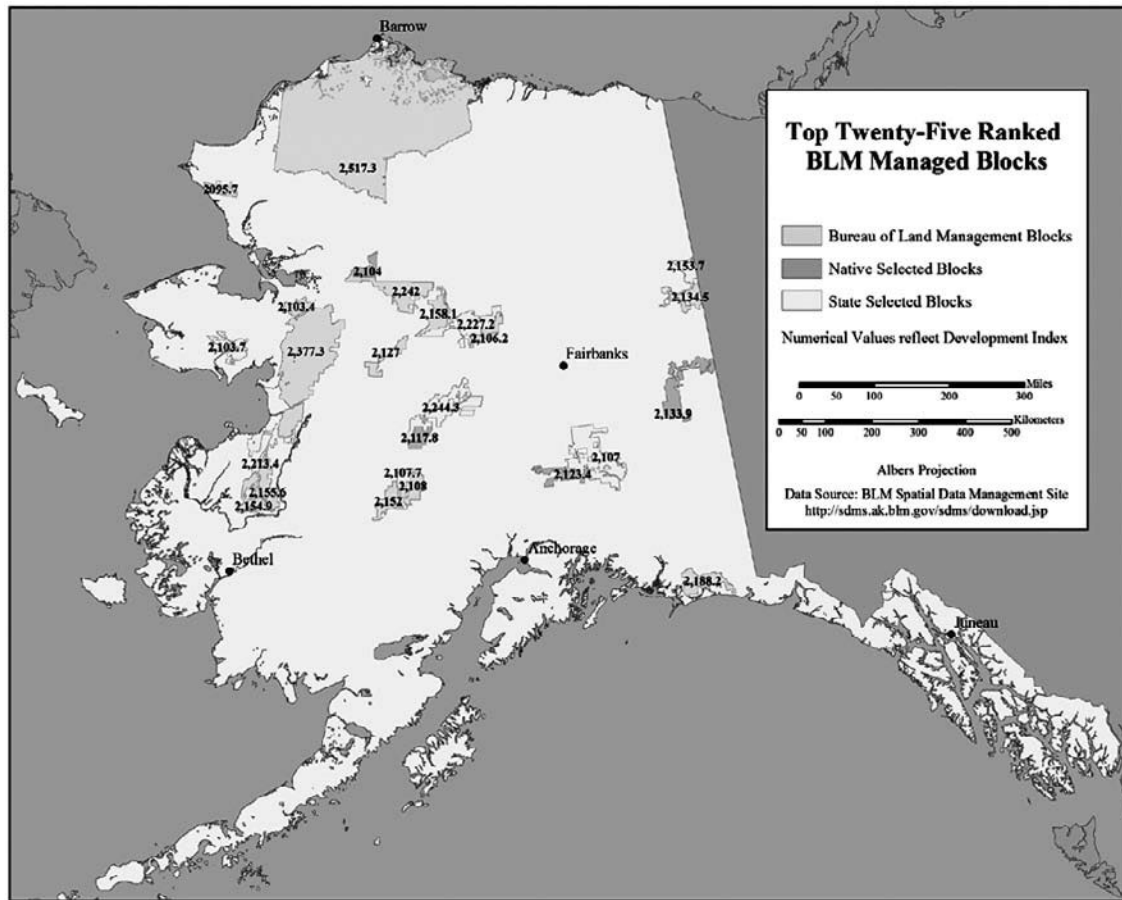 Barrow
Top Twenty-Five Ranked
BLM Managed Blocks
2,517.3
2095.7
Bureau of Land Management Blocks
Native Selected Blocks
State Selected Blocks
Numerical Values reflect Development Index
2,104
2,242
2,153.7
2,134.5
2,103.4
2,158.1
2,227.2
2,106.2
2,103.7
2,377.3
2,127
Fairbanks
0 50 100 200 300 Miles
0 50 100 200 300 400 500 Kilometers
2,244.3
2,133.9
2,117.8
2,213.4
2,107
2,107.7
2,123.4
2,108
2,155.6
2,152
2,154.9
Albers Projection
Data Source: BLM Spatial Data Management Site
http://sdms.ak.blm.gov/sdms/download.jsp
Anchorage
Bethel
2,188.2
Juneau